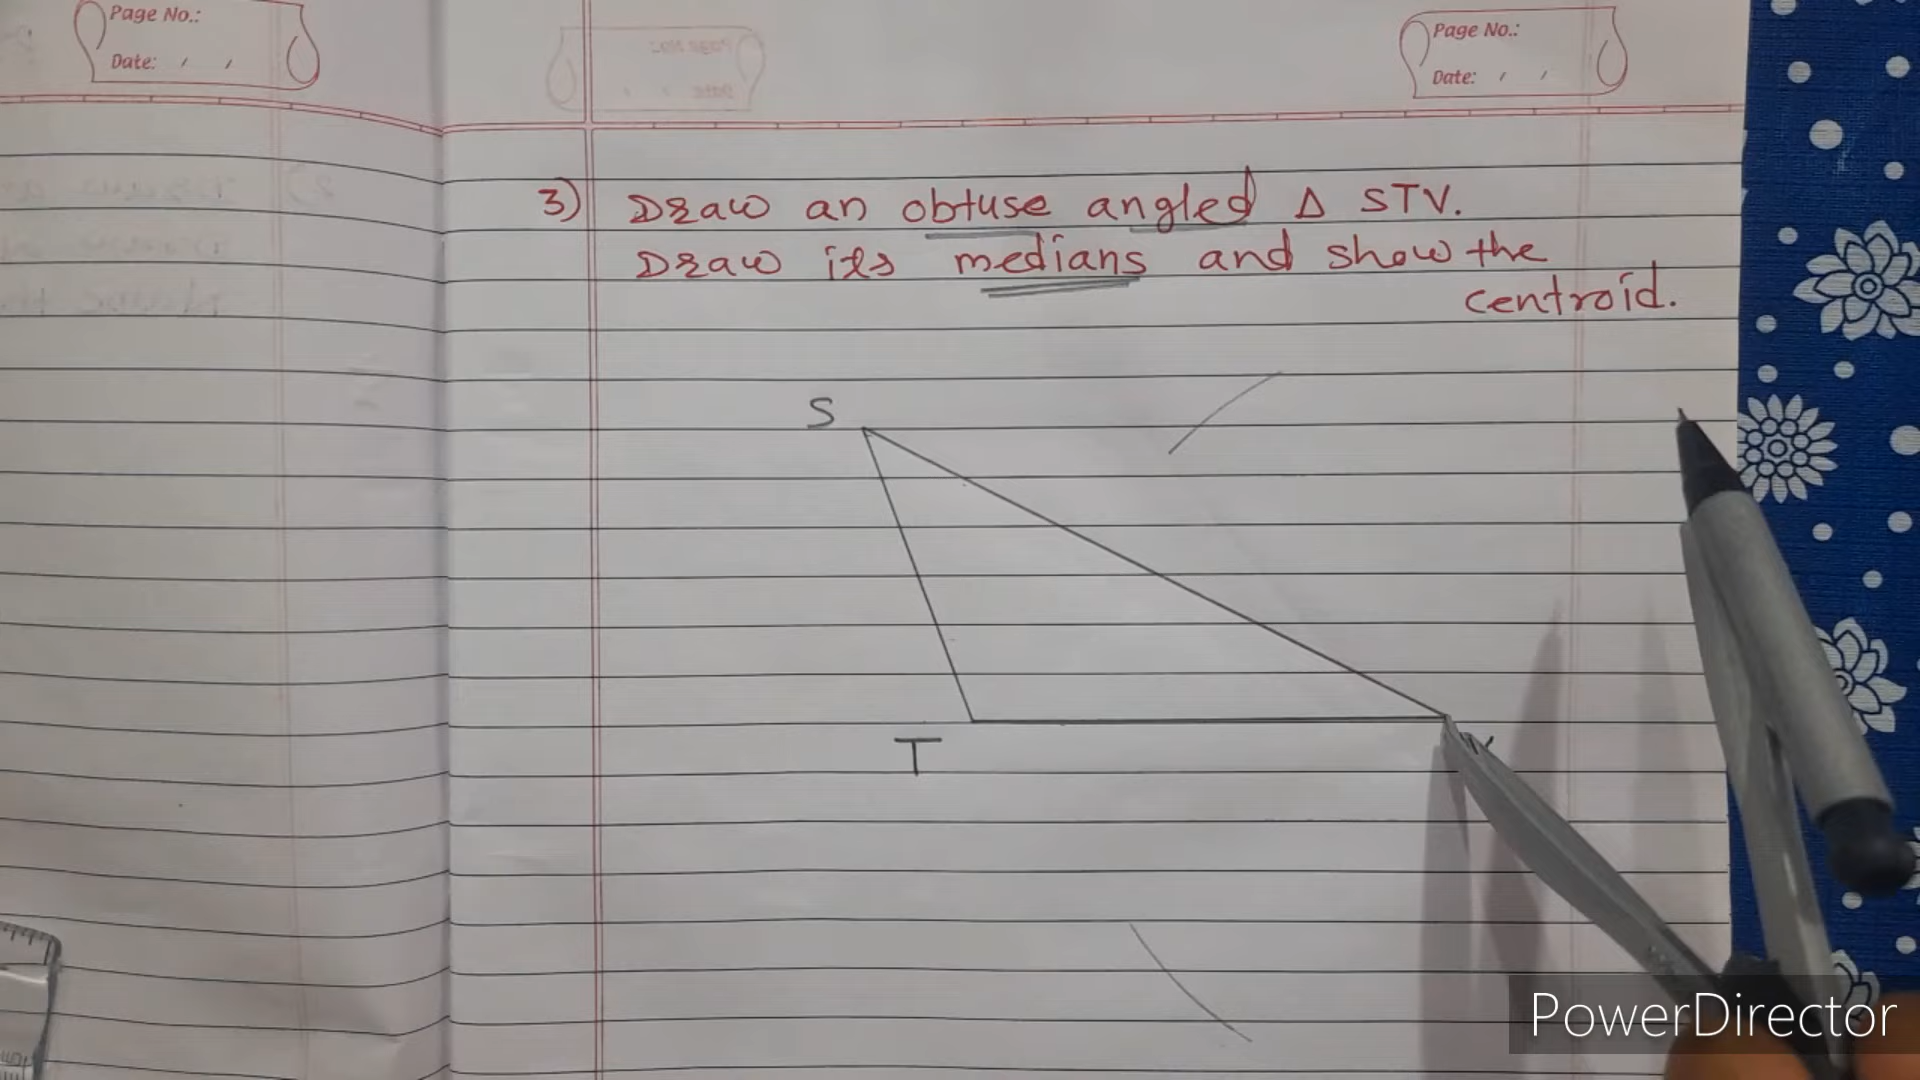 Page No.:
Date: / /
Page No.:
Date: / /
3) Draw an obtuse angled Δ STV.
Draw its medians and show the
centroid.
S
T
PowerDirector